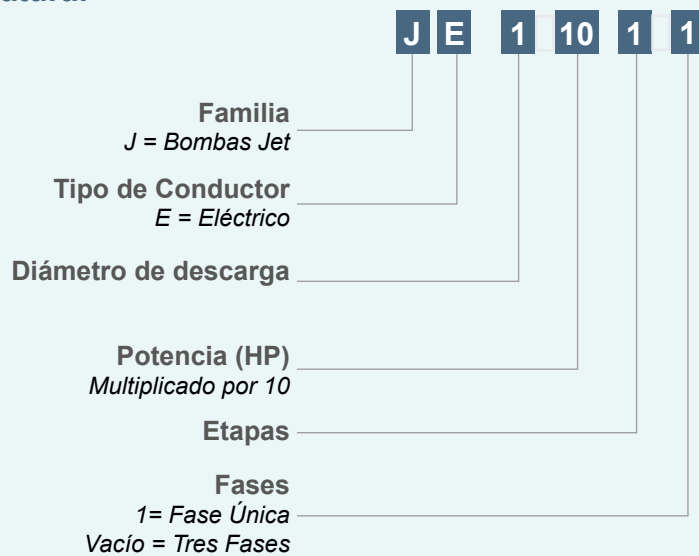 J E 1 10 1 1
Familia
J = Bombas Jet
Tipo de Conductor
E = Eléctrico
Diámetro de descarga
Potencia (HP)
Multiplicado por 10
Etapas
Fases
1= Fase Única
Vacío = Tres Fases